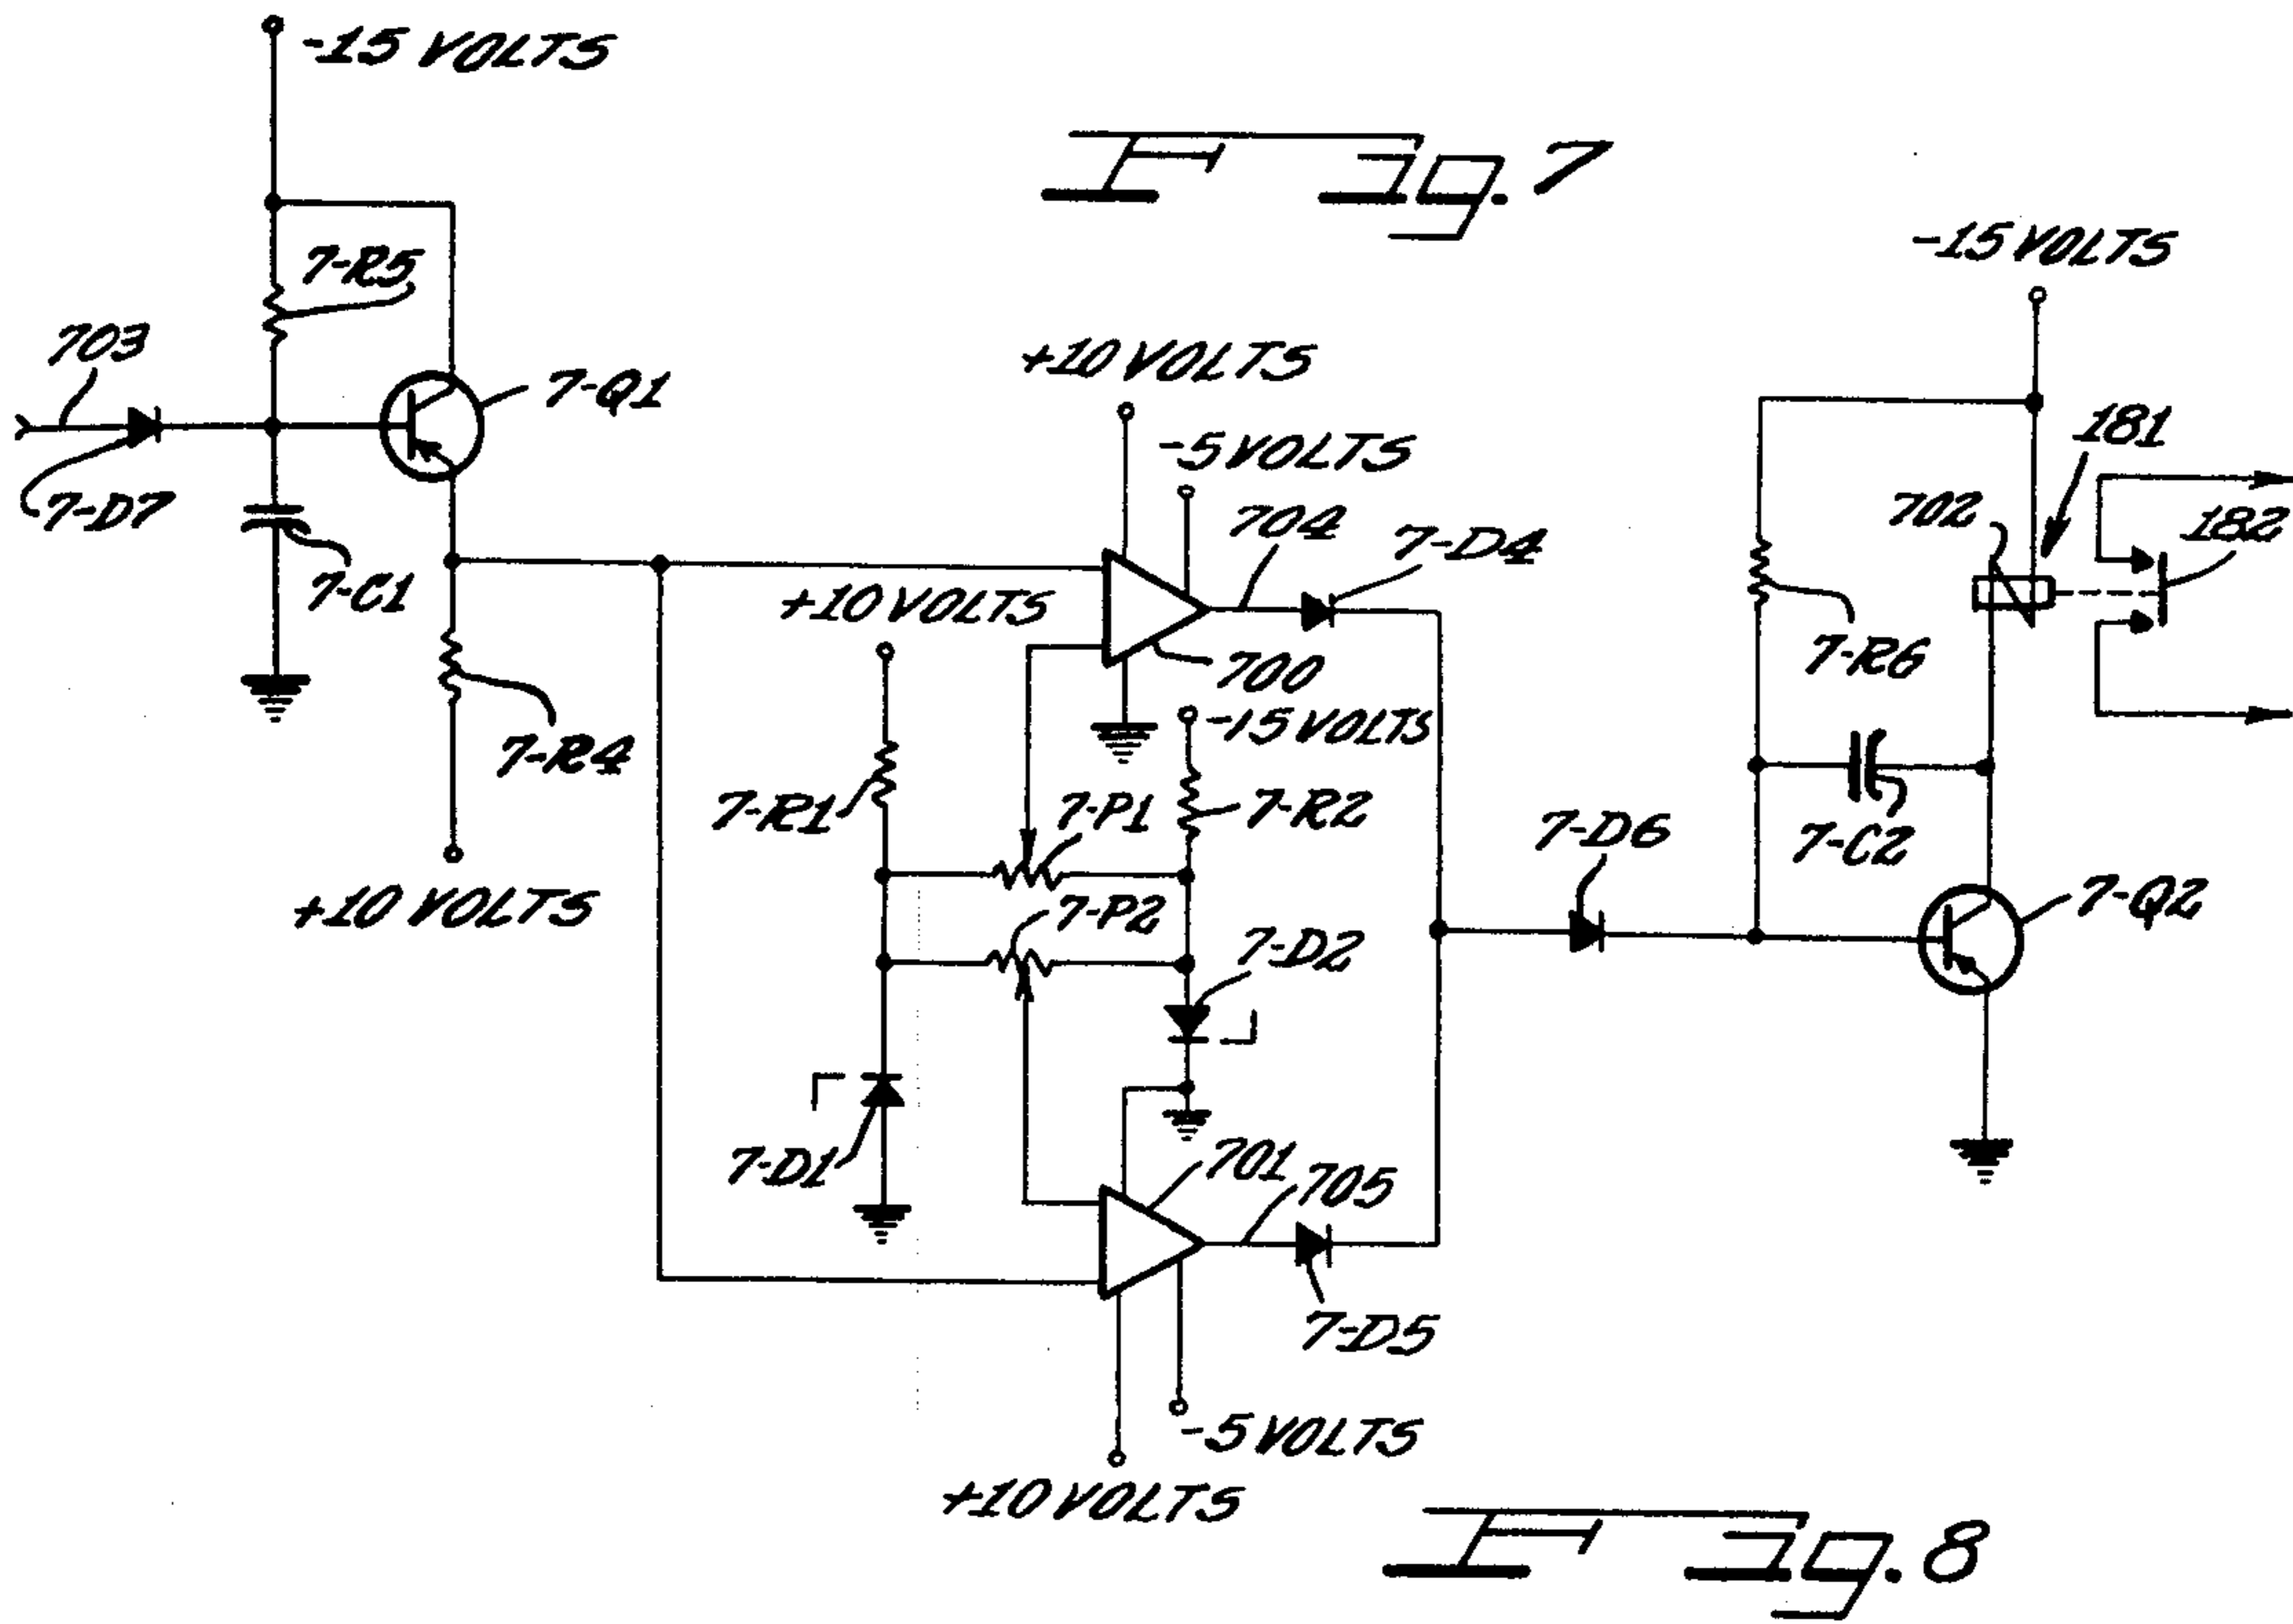 -15 VOLTS
Fig. 7
7-R5
-15 VOLTS
703
+10 VOLTS
7-Q1
181
-5 VOLTS
7-D7
702
704
7-D4
182
7-C1
+10 VOLTS
7-R6
700
-15 VOLTS
7-R4
7-R1
7-P1
7-R2
7-D6
7-C2
+10 VOLTS
7-P2
7-Q2
7-D2
7-D1
701
705
7-D5
-5 VOLTS
+10 VOLTS
Fig. 8